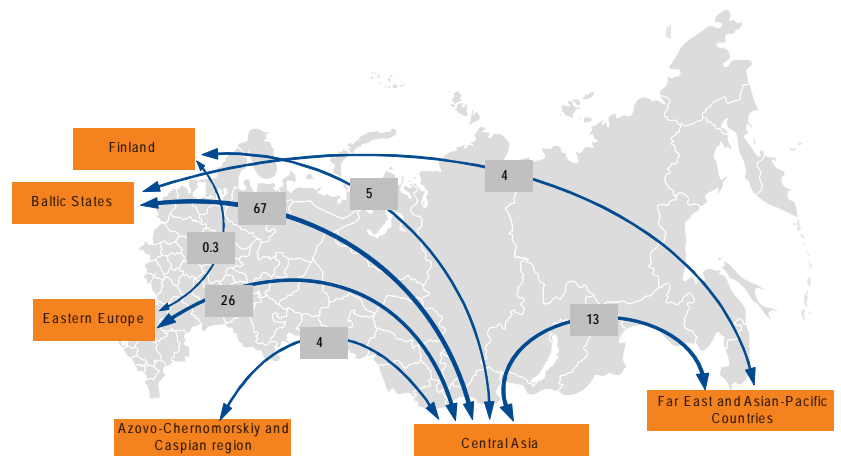 Finland
4
5
Baltic States
67
0.3
26
Eastern Europe
13
4
Far East and Asian-Pacific
Countries
Azovo-Chernomorskiy and
Caspian region
Central Asia